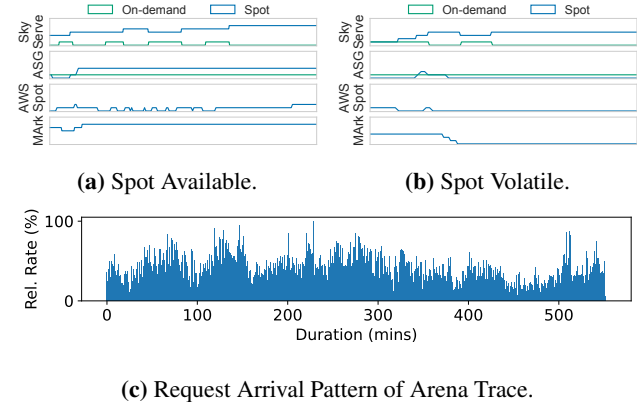 On-demand Spot
On-demand Spot
Sky Serve
ASG
AWS Spot
MArk
Sky Serve
ASG
AWS Spot
MArk
(a) Spot Available.
(b) Spot Volatile.
Rel. Rate (%)
100
0
0 100 200 300 400 500
Duration (mins)
(c) Request Arrival Pattern of Arena Trace.